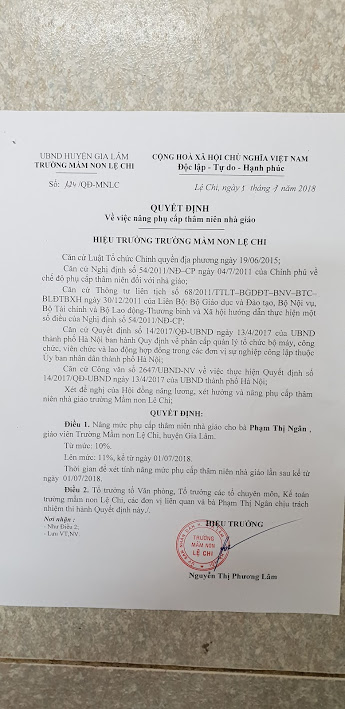 UBND HUYỆN GIA LÂM
TRƯỜNG MẦM NON LỆ CHI
CỘNG HOÀ XÃ HỘI CHỦ NGHĨA VIỆT NAM
Độc lập - Tự do - Hạnh phúc
Số: /QĐ-MNLC
Lệ Chi, ngày tháng năm 2018
QUYẾT ĐỊNH
Về việc nâng phụ cấp thâm niên nhà giáo
HIỆU TRƯỞNG TRƯỜNG MẦM NON LỆ CHI
Căn cứ Luật Tổ chức Chính quyền địa phương ngày 19/06/2015;
Căn cứ Nghị định số 54/2011/NĐ-CP ngày 04/7/2011 của Chính phủ về
chế độ phụ cấp thâm niên đối với nhà giáo;
Căn cứ Thông tư liên tịch số 68/2011/TTLT–BGDĐT–BNV–BTC–
BLĐTBXH ngày 30/12/2011 của Liên Bộ: Bộ Giáo dục và Đào tạo, Bộ Nội vụ,
Bộ Tài chính và Bộ Lao động-Thương binh và Xã hội hướng dẫn thực hiện một
số điều của Nghị định số 54/2011/NĐ-CP;
Căn cứ Quyết định số 14/2017/QĐ-UBND ngày 13/4/2017 của UBND
thành phố Hà Nội ban hành Quy định về phân cấp quản lý tổ chức bộ máy, công
chức, viên chức và lao động hợp đồng trong các đơn vị sự nghiệp công lập thuộc
Uỷ ban nhân dân thành phố Hà Nội;
Căn cứ Công văn số 2647/UBND-NV về việc thực hiện Quyết định số
14/2017/QĐ-UBND ngày 13/4/2017 của UBND thành phố Hà Nội;
Xét đề nghị của Hội đồng nâng lương, xét hưởng và nâng phụ cấp thâm
niên nhà giáo trường Mầm non Lệ Chi;
QUYẾT ĐỊNH:
Điều 1. Nâng mức phụ cấp thâm niên nhà giáo cho bà Phạm Thị Ngân ,
giáo viên Trường Mầm non Lệ Chi, huyện Gia Lâm.
Từ mức: 10%.
Lên mức: 11%, kể từ ngày 01/07/2018.
Thời gian để xét tính nâng mức phụ cấp thâm niên nhà giáo lần sau kể từ
ngày 01/07/2018.
Điều 2. Tổ trưởng tổ Văn phòng, Tổ trưởng các tổ chuyên môn, Kế toán
trường mầm non Lệ Chi, các đơn vị liên quan và bà Phạm Thị Ngân chịu trách
nhiệm thi hành Quyết định này./.
Nơi nhận :
- Như Điều 2;
- Lưu VT,NV.
HIỆU TRƯỞNG
TRƯỜNG
MẦM NON
LỆ CHI
Nguyễn Thị Phương Lâm